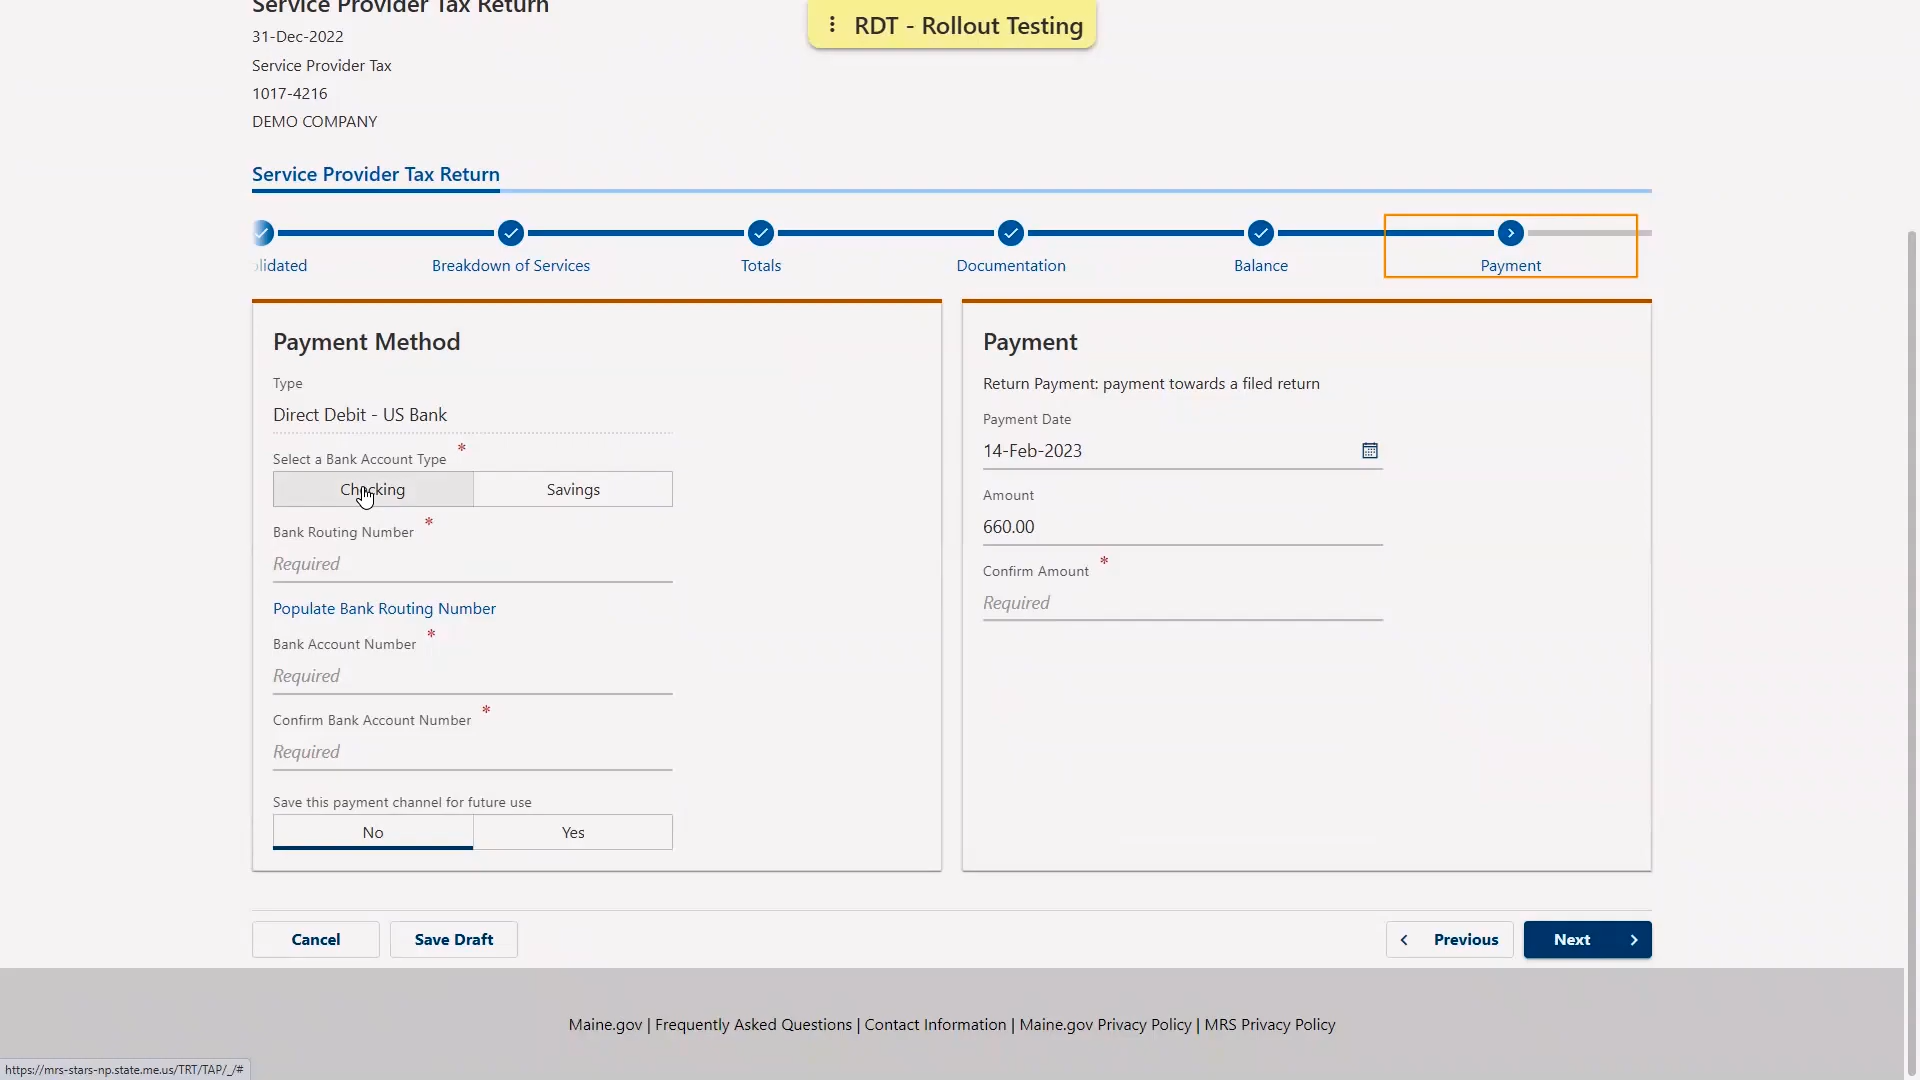 Service Provider Tax Return
RDT - Rollout Testing
31-Dec-2022
Service Provider Tax
1017-4216
DEMO COMPANY
Service Provider Tax Return
olidated
Breakdown of Services
Totals
Documentation
Balance
Payment
Payment Method
Type
Direct Debit - US Bank
Select a Bank Account Type *
Checking
Savings
Bank Routing Number *
Required
Populate Bank Routing Number
Bank Account Number *
Required
Confirm Bank Account Number *
Required
Save this payment channel for future use
No
Yes
Payment
Return Payment: payment towards a filed return
Payment Date
14-Feb-2023
Amount
660.00
Confirm Amount *
Required
Cancel
Save Draft
Previous
Next
Maine.gov | Frequently Asked Questions | Contact Information | Maine.gov Privacy Policy | MRS Privacy Policy
https://mrs-stars-np.state.me.us/TRT/TAP/_/#